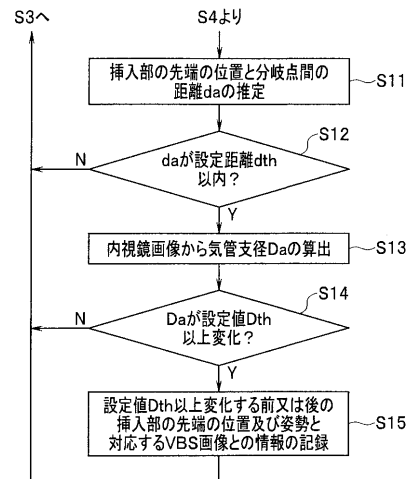 S3へ
S4より
挿入部の先端の位置と分岐点間の
距離daの推定
S11
S12
daが設定距離dth
以内？
N
Y
内視鏡画像から気管支径Daの算出
S13
S14
Daが設定値Dth
以上変化？
N
Y
設定値Dth以上変化する前又は後の
挿入部の先端の位置及び姿勢と
対応するVBS画像との情報の記録
S15